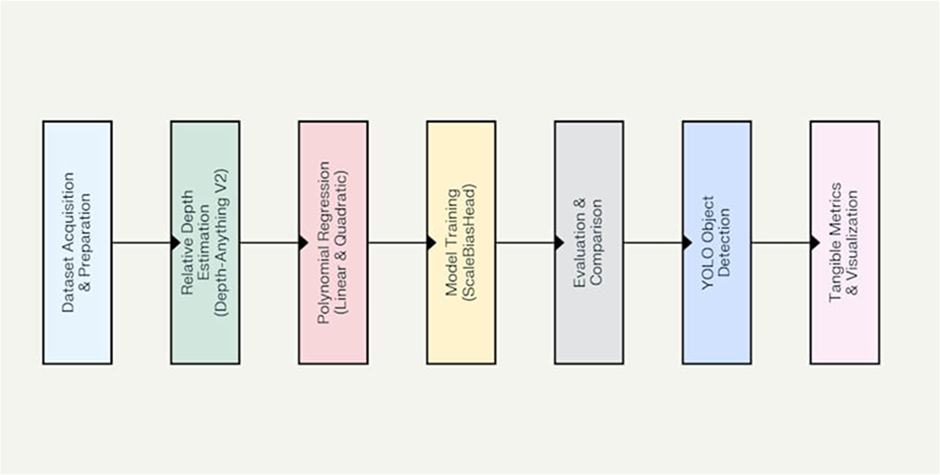 Dataset Acquisition
& Preparation
Relative Depth
Estimation
(Depth-Anything V2)
Polynomial Regression
(Linear & Quadratic)
Model Training
(ScaleBiasHead)
Evaluation &
Comparison
YOLO Object
Detection
Tangible Metrics
& Visualization